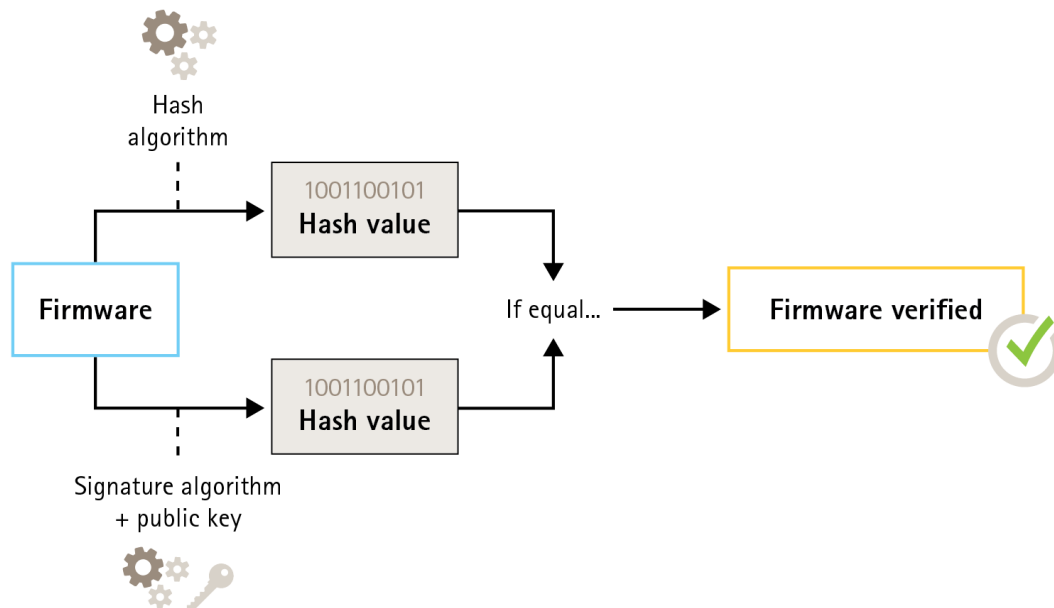 Hash
algorithm
1001100101
Hash value
Firmware
If equal...
Firmware verified
1001100101
Hash value
Signature algorithm
+ public key